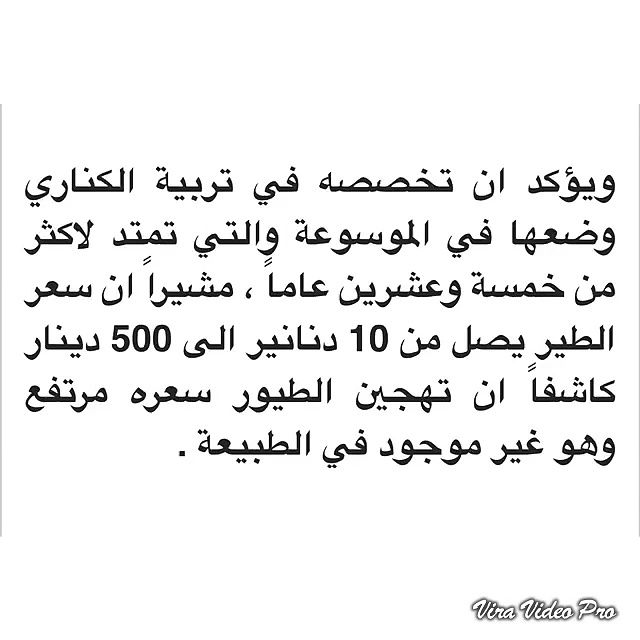 ويؤكد ان تخصصه في تربية الكناري
وضعها في الموسوعة والتي تمتد لاكثر
من خمسة وعشرين عاماً ، مشيراً ان سعر
الطير يصل من 10 دنانير الى 500 دينار
كاشفاً ان تهجين الطيور سعره مرتفع
وهو غير موجود في الطبيعة .
Vira Video Pro